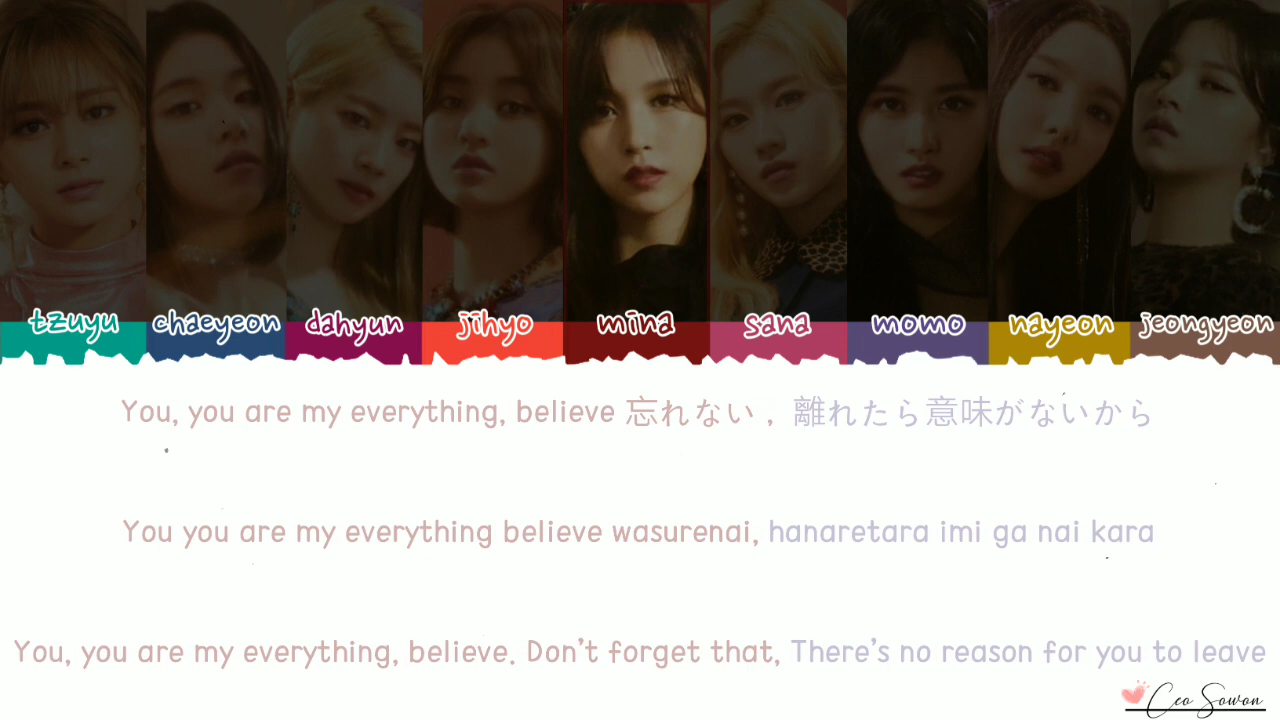 tzuyu chaeyeon dahyun jihyo mina sana momo nayeon jeongyeon
You, you are my everything, believe 忘れない , 離れたら意味がないから
You you are my everything believe wasurenai, hanaretara imi ga nai kara
You, you are my everything, believe. Don't forget that, There's no reason for you to leave
Ceo Sowon